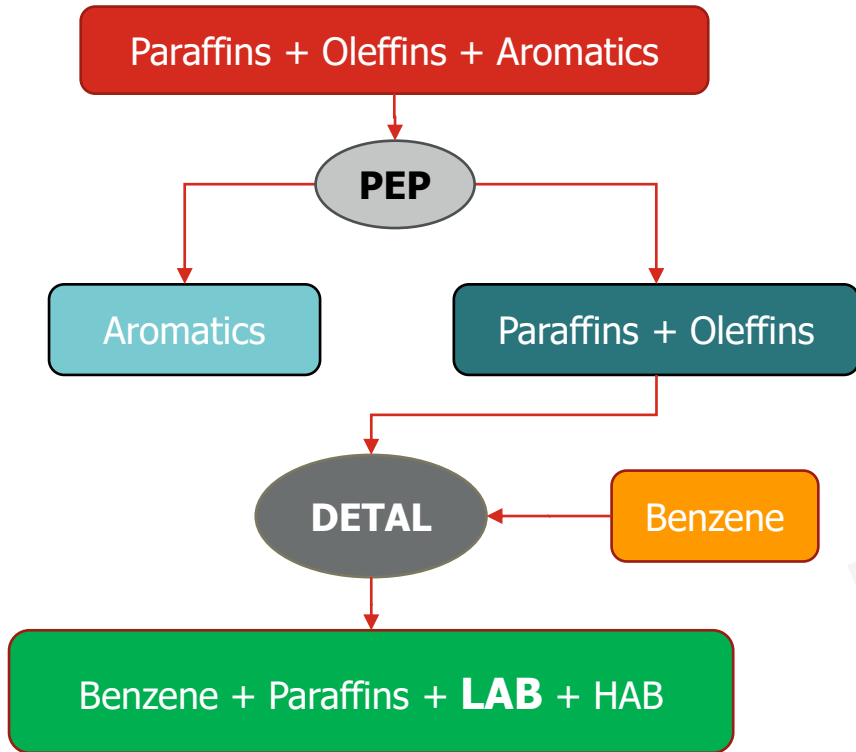 Paraffins + Oleffins + Aromatics
PEP
Aromatics
Paraffins + Oleffins
DETAL
Benzene
Benzene + Paraffins + LAB + HAB